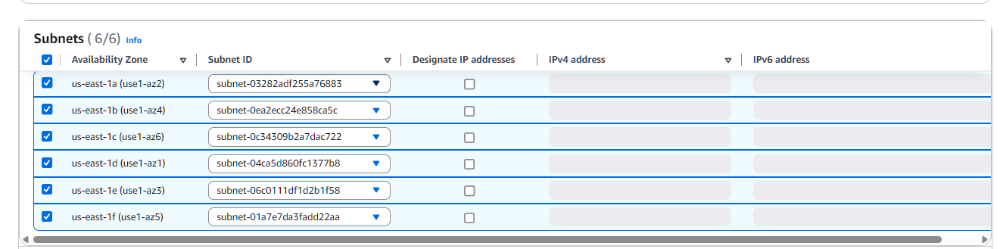 Subnets (6/6) Info
Availability Zone Subnet ID Designate IP addresses IPv4 address IPv6 address
us-east-1a (use1-az2) subnet-03282adf255a76883
us-east-1b (use1-az4) subnet-0ea2ecc24e858ca5c
us-east-1c (use1-az6) subnet-0c34309b2a7dac722
us-east-1d (use1-az1) subnet-04ca5d860fc1377b8
us-east-1e (use1-az3) subnet-06c0111df1d2b1f58
us-east-1f (use1-az5) subnet-01a7e7da3fadd22aa